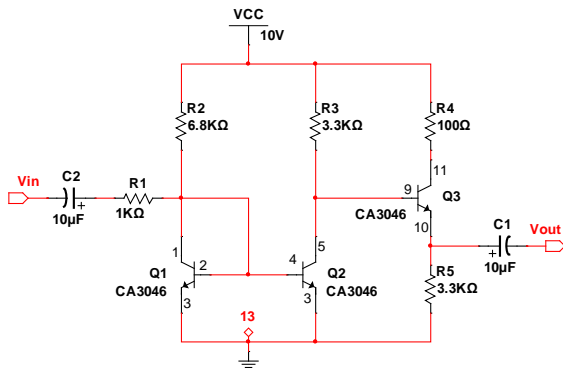 VCC
10V
R2
6.8KΩ
R3
3.3KΩ
R4
100Ω
Vin
C2
+
10µF
R1
1KΩ
11
9
Q3
CA3046
10
C1
Vout
+
10µF
1
2
Q1
CA3046
3
5
4
Q2
CA3046
3
R5
3.3KΩ
13